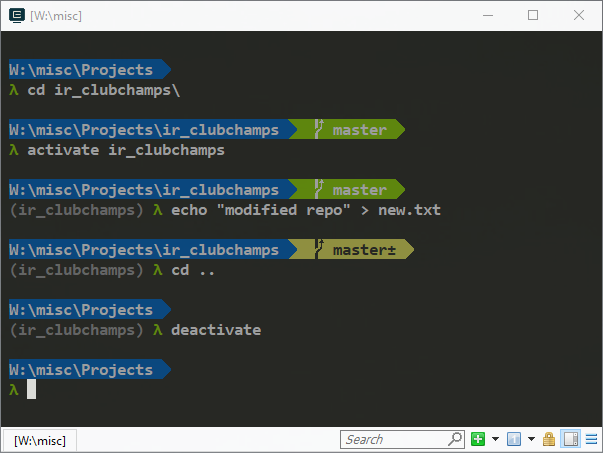 [W:\misc]
W:\misc\Projects
λ cd ir_clubchamps\
W:\misc\Projects\ir_clubchamps master
λ activate ir_clubchamps
W:\misc\Projects\ir_clubchamps master
(ir_clubchamps) λ echo "modified repo" > new.txt
W:\misc\Projects\ir_clubchamps master±
(ir_clubchamps) λ cd ..
W:\misc\Projects
(ir_clubchamps) λ deactivate
W:\misc\Projects
λ
[W:\misc] Search 1